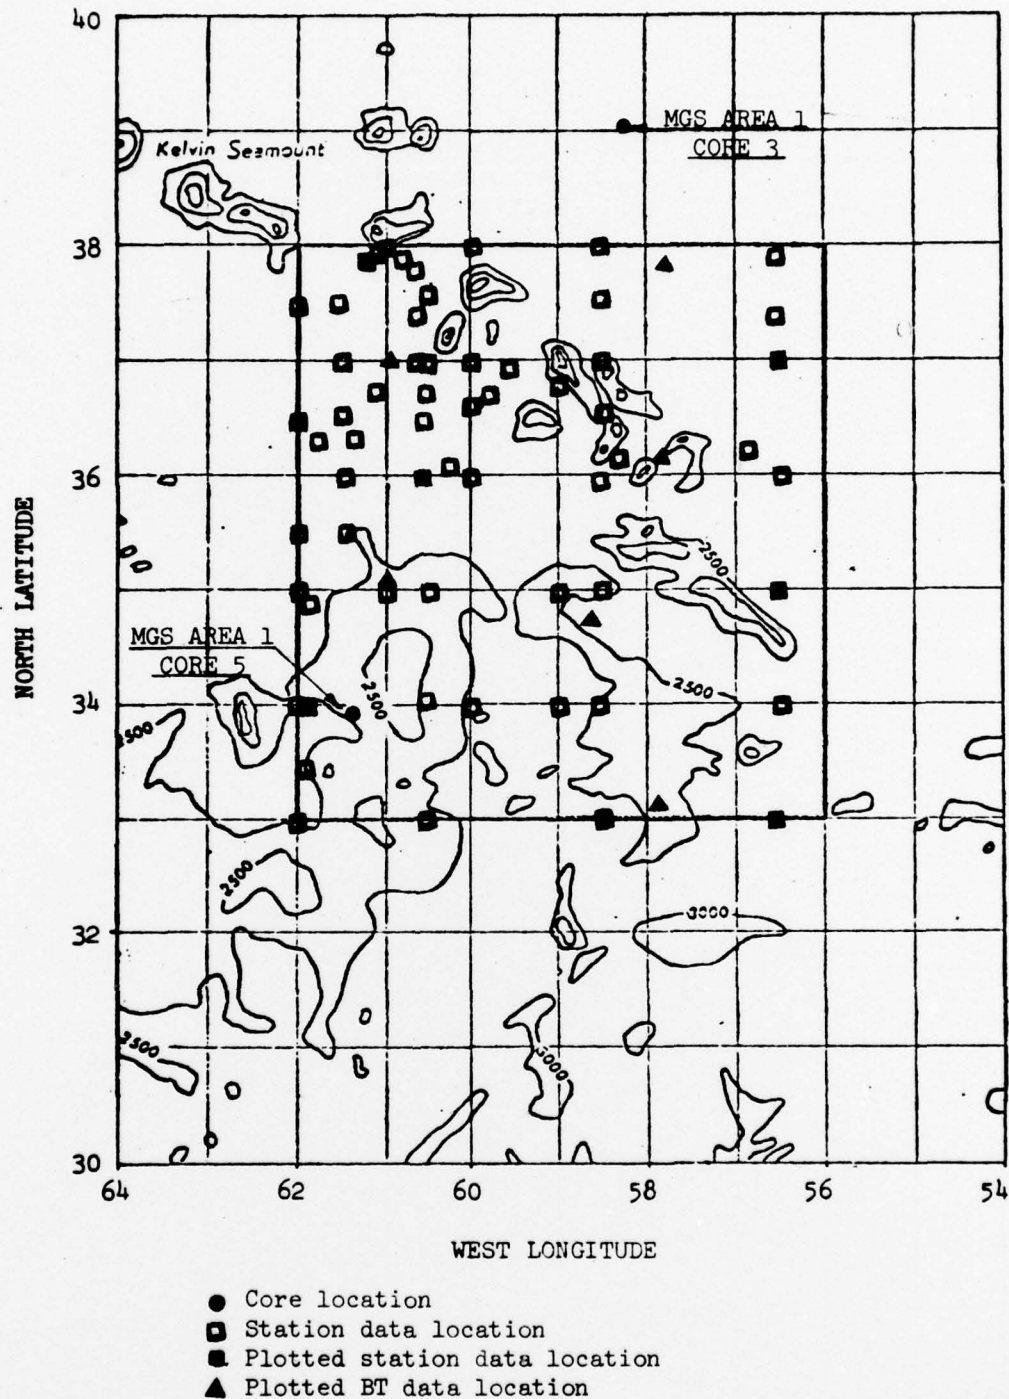 40
MGS AREA 1
CORE 3
Kelvin Seamount
38
36
NORTH LATITUDE
2500
MGS AREA 1
CORE 5
34
2500
2500
2500
2500
32
3000
2500
3000
30
64
62
60
58
56
54
WEST LONGITUDE
Core location
Station data location
Plotted station data location
Plotted BT data location